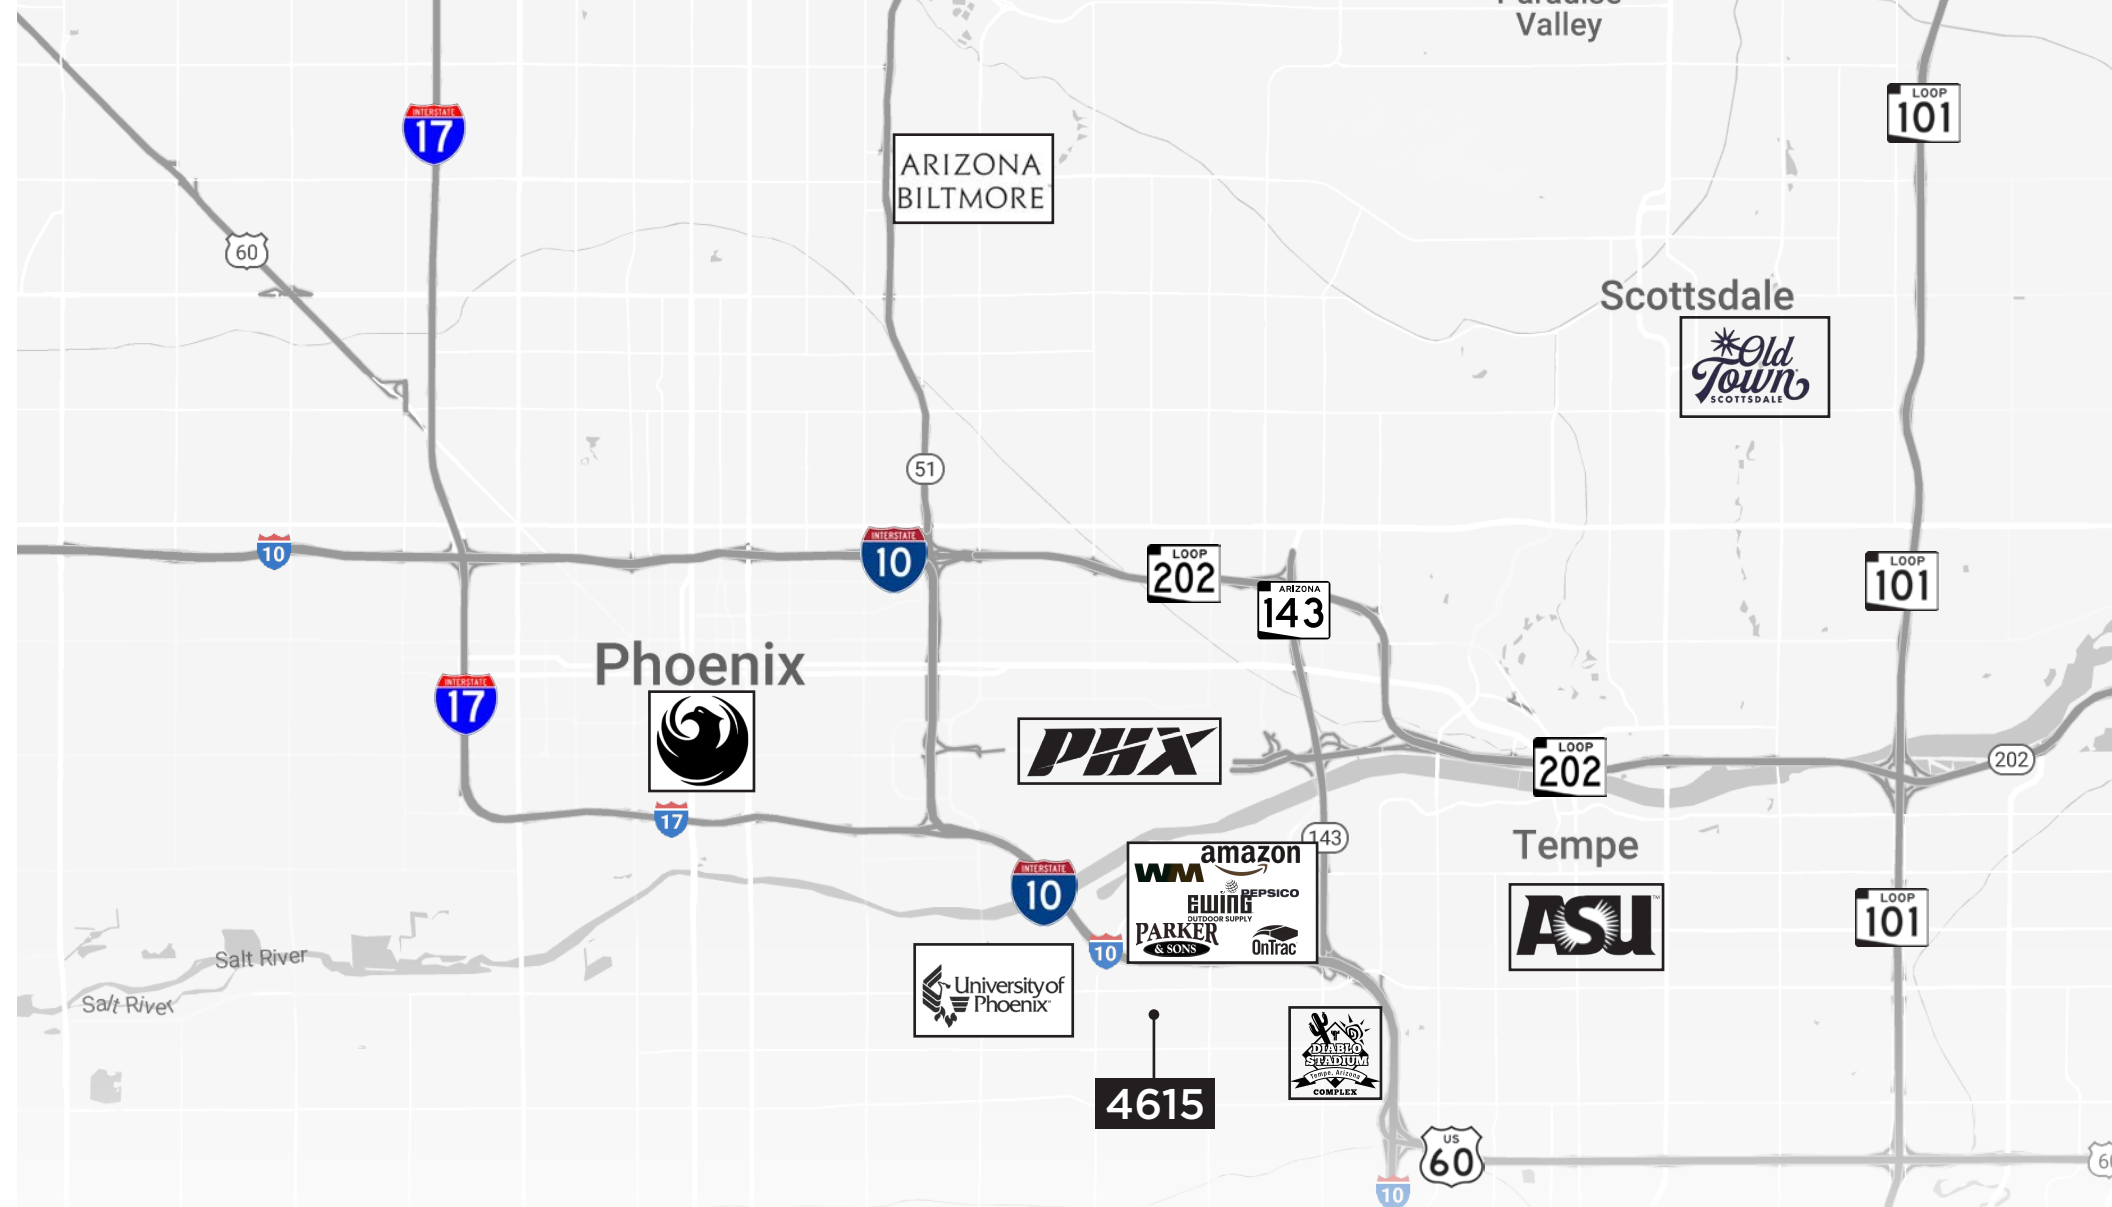 Paradise
Valley
LOOP
101
INTERSTATE
17
ARIZONA
BILTMORE
60
Scottsdale
Old
Town
SCOTTSDALE
51
10
INTERSTATE
10
LOOP
202
LOOP
101
ARIZONA
143
Phoenix
INTERSTATE
17
PHX
LOOP
202
202
17
143
Tempe
amazon
WM
PEPSICO
EWING
OUTDOOR SUPPLY
PARKER
& SONS
OnTrac
INTERSTATE
10
10
ASU
TM
LOOP
101
Salt River
Salt River
University of
Phoenix
DIABLO
STADIUM
Tempe, Arizona
COMPLEX
4615
US
60
60
10